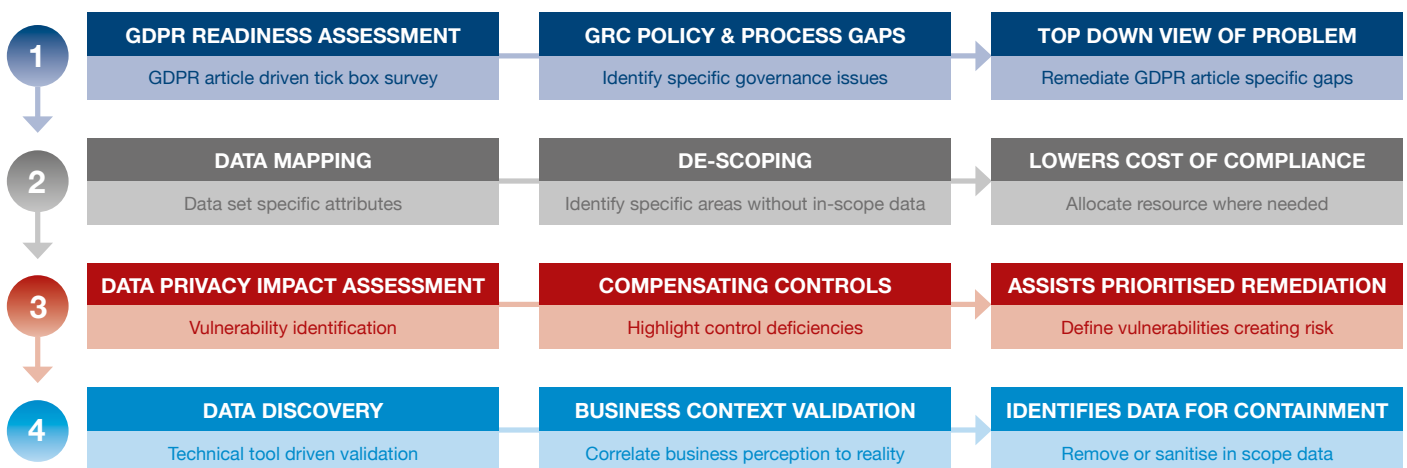 1
GDPR READINESS ASSESSMENT
GDPR article driven tick box survey
GRC POLICY & PROCESS GAPS
Identify specific governance issues
TOP DOWN VIEW OF PROBLEM
Remediate GDPR article specific gaps
2
DATA MAPPING
Data set specific attributes
DE-SCOPING
Identify specific areas without in-scope data
LOWERS COST OF COMPLIANCE
Allocate resource where needed
3
DATA PRIVACY IMPACT ASSESSMENT
Vulnerability identification
COMPENSATING CONTROLS
Highlight control deficiencies
ASSISTS PRIORITISED REMEDIATION
Define vulnerabilities creating risk
4
DATA DISCOVERY
Technical tool driven validation
BUSINESS CONTEXT VALIDATION
Correlate business perception to reality
IDENTIFIES DATA FOR CONTAINMENT
Remove or sanitise in scope data